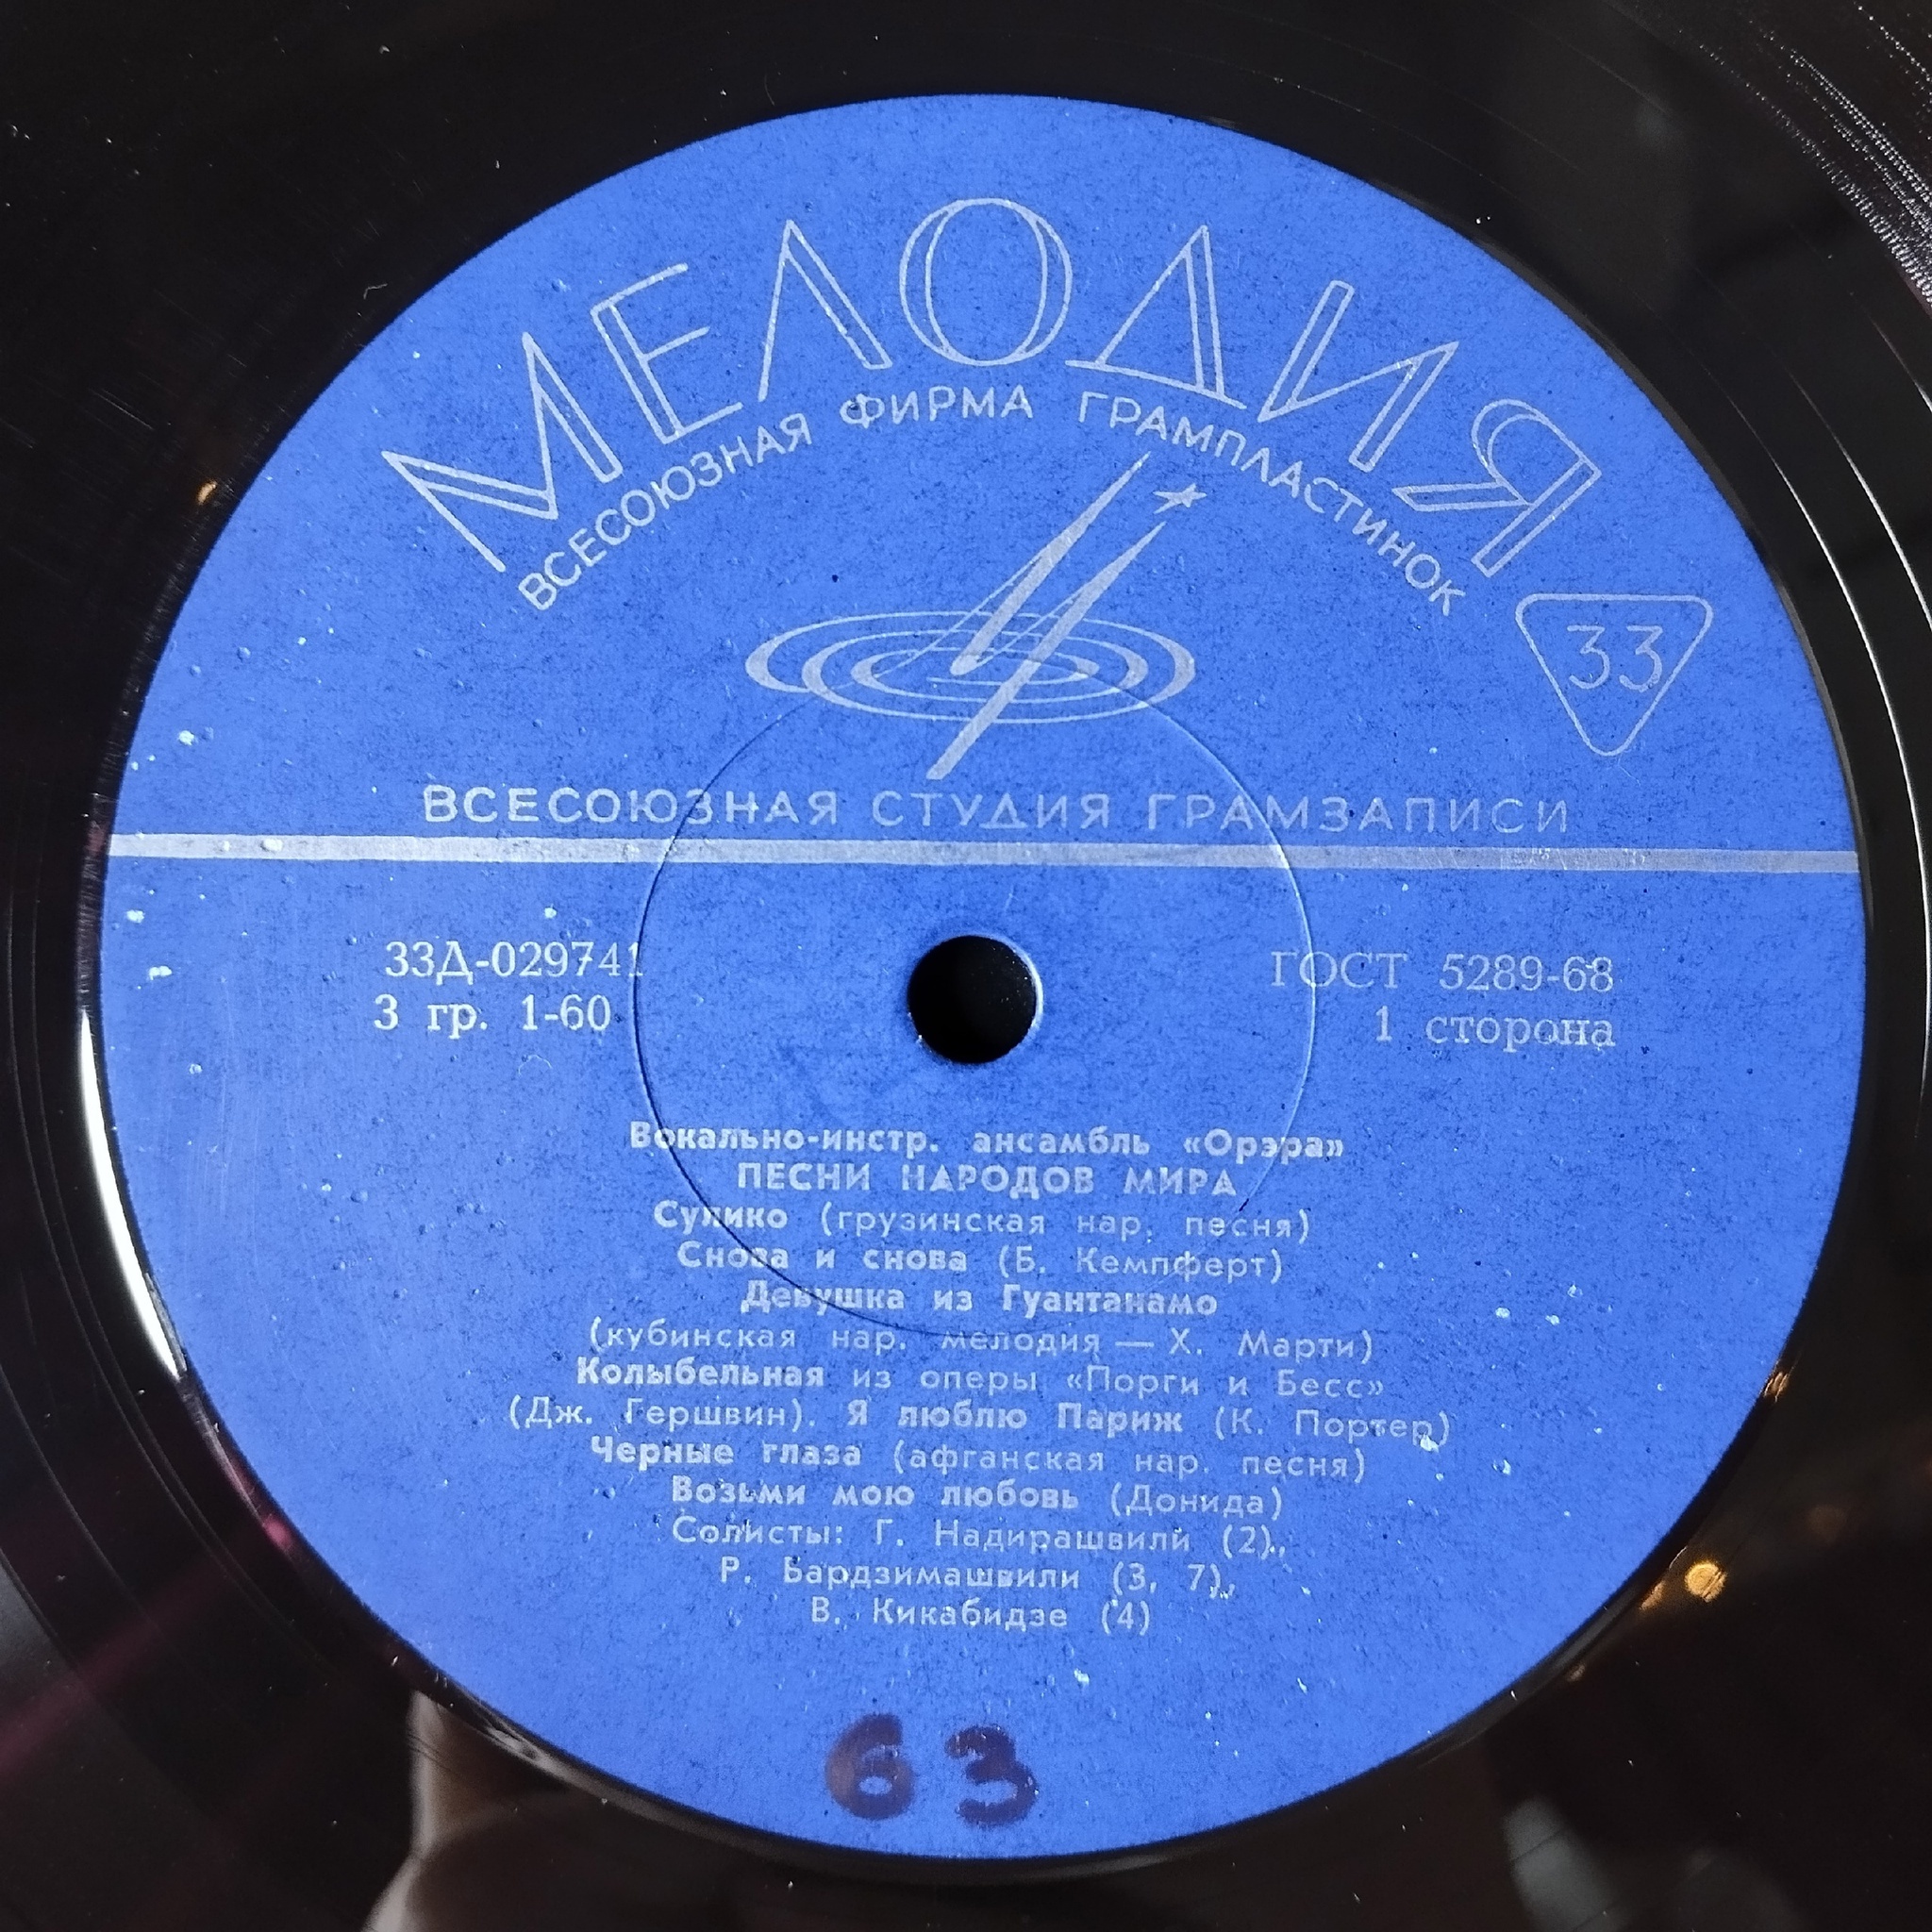 МЕЛОДИЯ
ВСЕСОЮЗНАЯ ФИРМА ГРАМПЛАСТИНОК
33
ВСЕСОЮЗНАЯ СТУДИЯ ГРАМЗАПИСИ
33Д-029741
3 гр. 1-60
ГОСТ 5289-68
1 сторона
Вокально-инстр. ансамбль «Орэра»
ПЕСНИ НАРОДОВ МИРА
Сулико (грузинская нар. песня)
Снова и снова (Б. Кемпферт)
Девушка из Гуантанамо
(кубинская нар. мелодия — Х. Марти)
Колыбельная из оперы «Порги и Бесс»
(Дж. Гершвин). Я люблю Париж (К. Портер)
Черные глаза (афганская нар. песня)
Возьми мою любовь (Донида)
Солисты: Г. Надирашвили (2),
Р. Бардзимашвили (3, 7),
В. Кикабидзе (4)
63